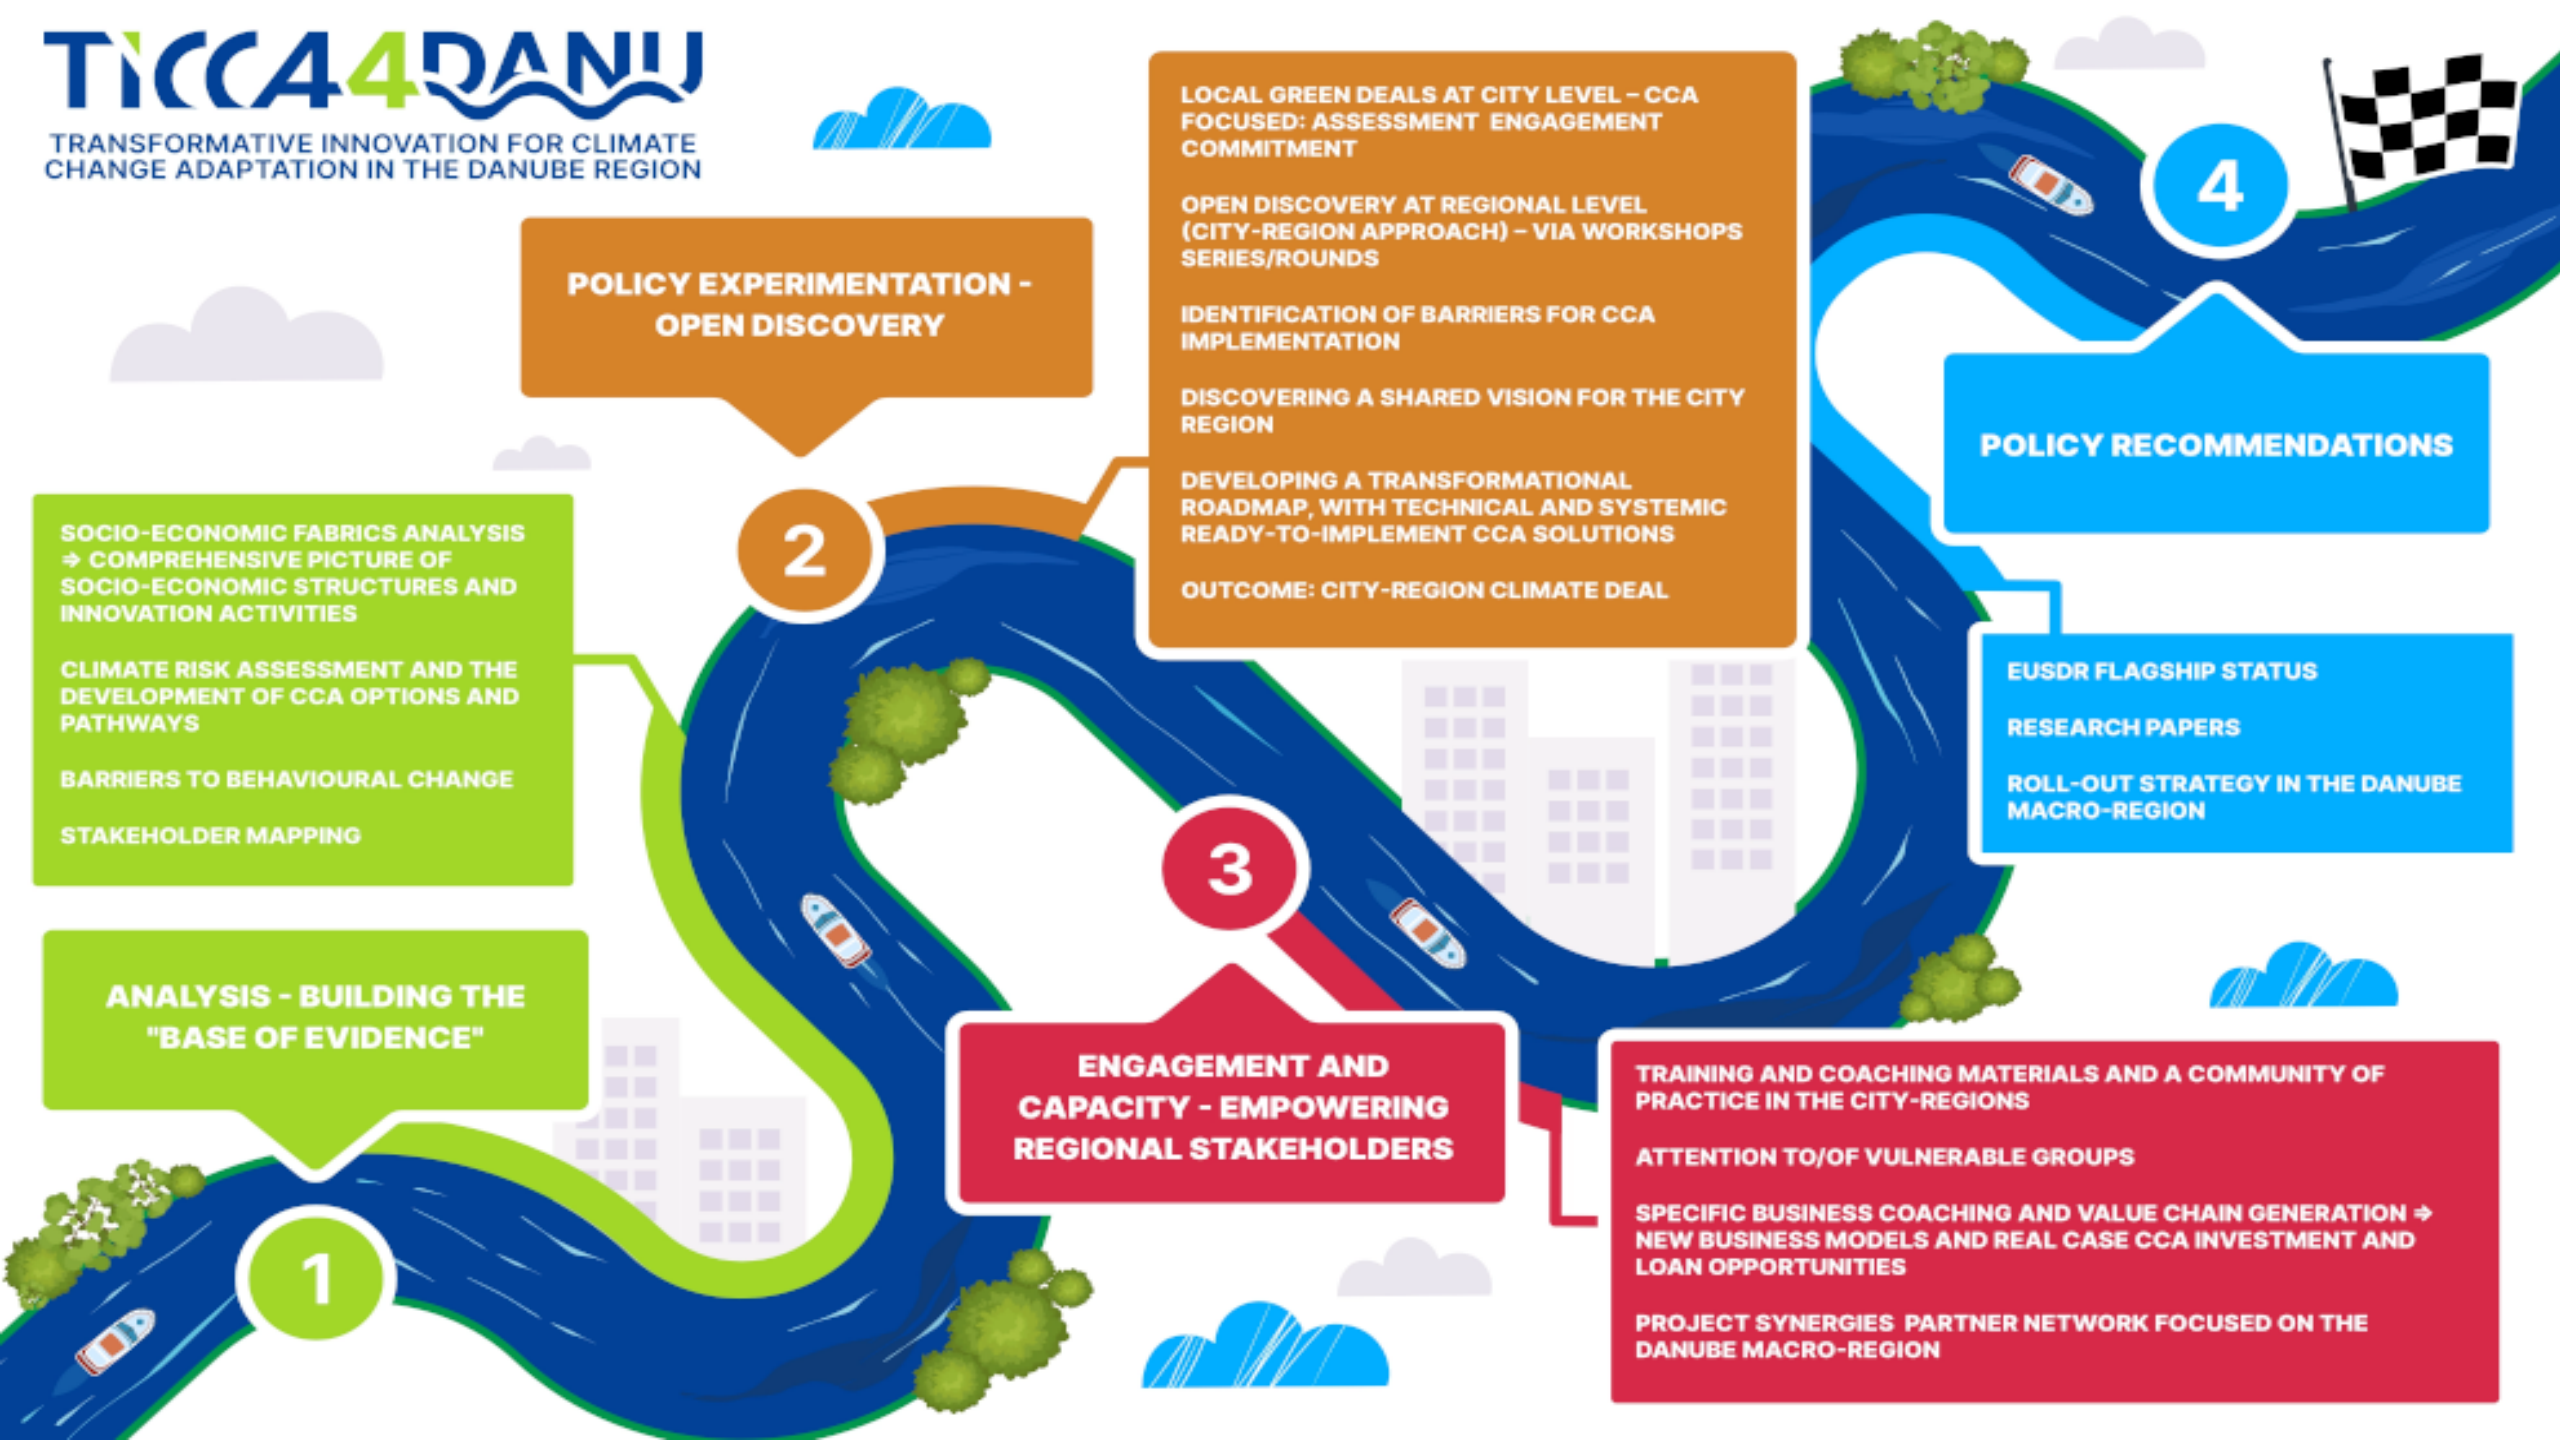 TICCA4DANU
TRANSFORMATIVE INNOVATION FOR CLIMATE
CHANGE ADAPTATION IN THE DANUBE REGION
ANALYSIS - BUILDING THE
"BASE OF EVIDENCE"
1
SOCIO-ECONOMIC FABRICS ANALYSIS
⇒ COMPREHENSIVE PICTURE OF
SOCIO-ECONOMIC STRUCTURES AND
INNOVATION ACTIVITIES
CLIMATE RISK ASSESSMENT AND THE
DEVELOPMENT OF CCA OPTIONS AND
PATHWAYS
BARRIERS TO BEHAVIOURAL CHANGE
STAKEHOLDER MAPPING
POLICY EXPERIMENTATION -
OPEN DISCOVERY
2
LOCAL GREEN DEALS AT CITY LEVEL – CCA
FOCUSED: ASSESSMENT ENGAGEMENT
COMMITMENT
OPEN DISCOVERY AT REGIONAL LEVEL
(CITY-REGION APPROACH) – VIA WORKSHOPS
SERIES/ROUNDS
IDENTIFICATION OF BARRIERS FOR CCA
IMPLEMENTATION
DISCOVERING A SHARED VISION FOR THE CITY
REGION
DEVELOPING A TRANSFORMATIONAL
ROADMAP, WITH TECHNICAL AND SYSTEMIC
READY-TO-IMPLEMENT CCA SOLUTIONS
OUTCOME: CITY-REGION CLIMATE DEAL
3
ENGAGEMENT AND
CAPACITY - EMPOWERING
REGIONAL STAKEHOLDERS
TRAINING AND COACHING MATERIALS AND A COMMUNITY OF
PRACTICE IN THE CITY-REGIONS
ATTENTION TO/OF VULNERABLE GROUPS
SPECIFIC BUSINESS COACHING AND VALUE CHAIN GENERATION ⇒
NEW BUSINESS MODELS AND REAL CASE CCA INVESTMENT AND
LOAN OPPORTUNITIES
PROJECT SYNERGIES PARTNER NETWORK FOCUSED ON THE
DANUBE MACRO-REGION
4
POLICY RECOMMENDATIONS
EUSDR FLAGSHIP STATUS
RESEARCH PAPERS
ROLL-OUT STRATEGY IN THE DANUBE
MACRO-REGION